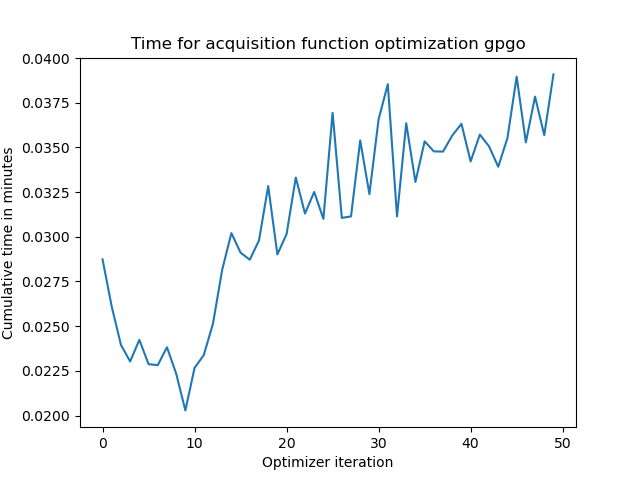 Time for acquisition function optimization gpgo
Cumulative time in minutes
0.0400
0.0375
0.0350
0.0325
0.0300
0.0275
0.0250
0.0225
0.0200
0 10 20 30 40 50
Optimizer iteration